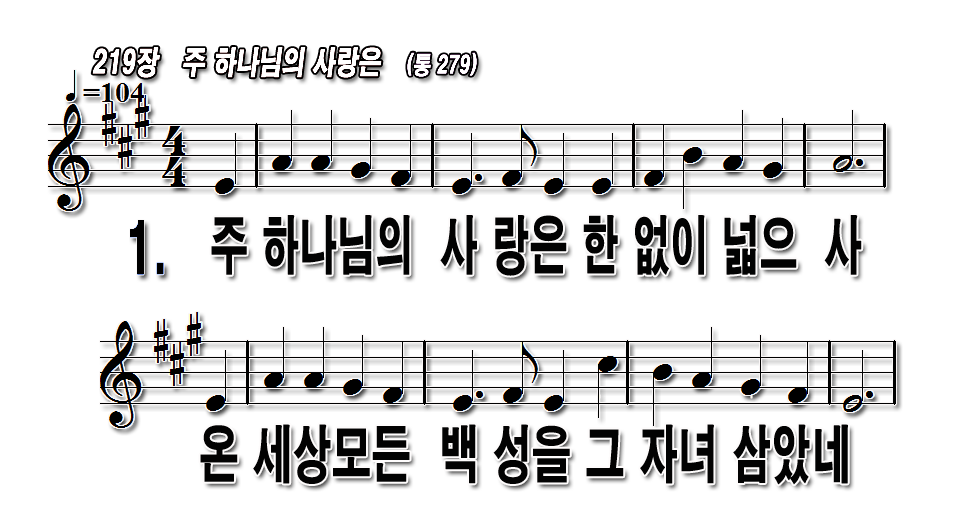 219장 주 하나님의 사랑은 (통 279)
♩=104
4/4
1. 주 하나님의 사 랑은 한 없이 넓으 사
온 세상모든 백 성을 그 자녀 삼았네